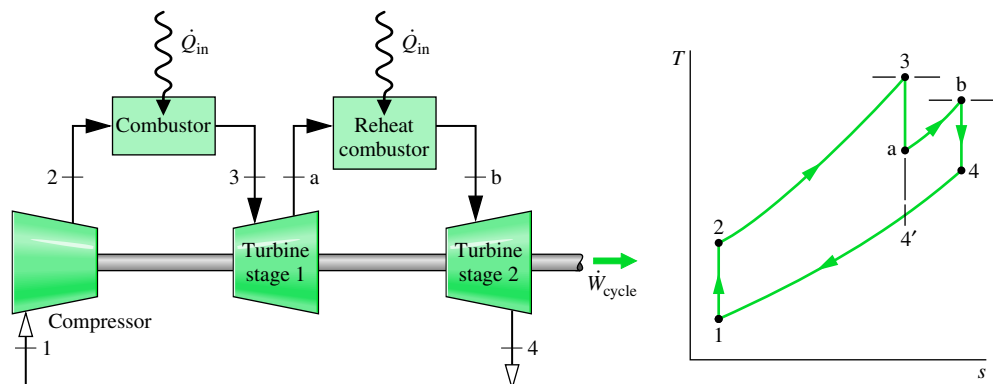 Q̇in
Q̇in
Combustor
Reheat
combustor
2
3
a
b
Turbine
stage 1
Turbine
stage 2
Ẇcycle
Compressor
1
4
T
3
b
a
4
2
4′
1
s